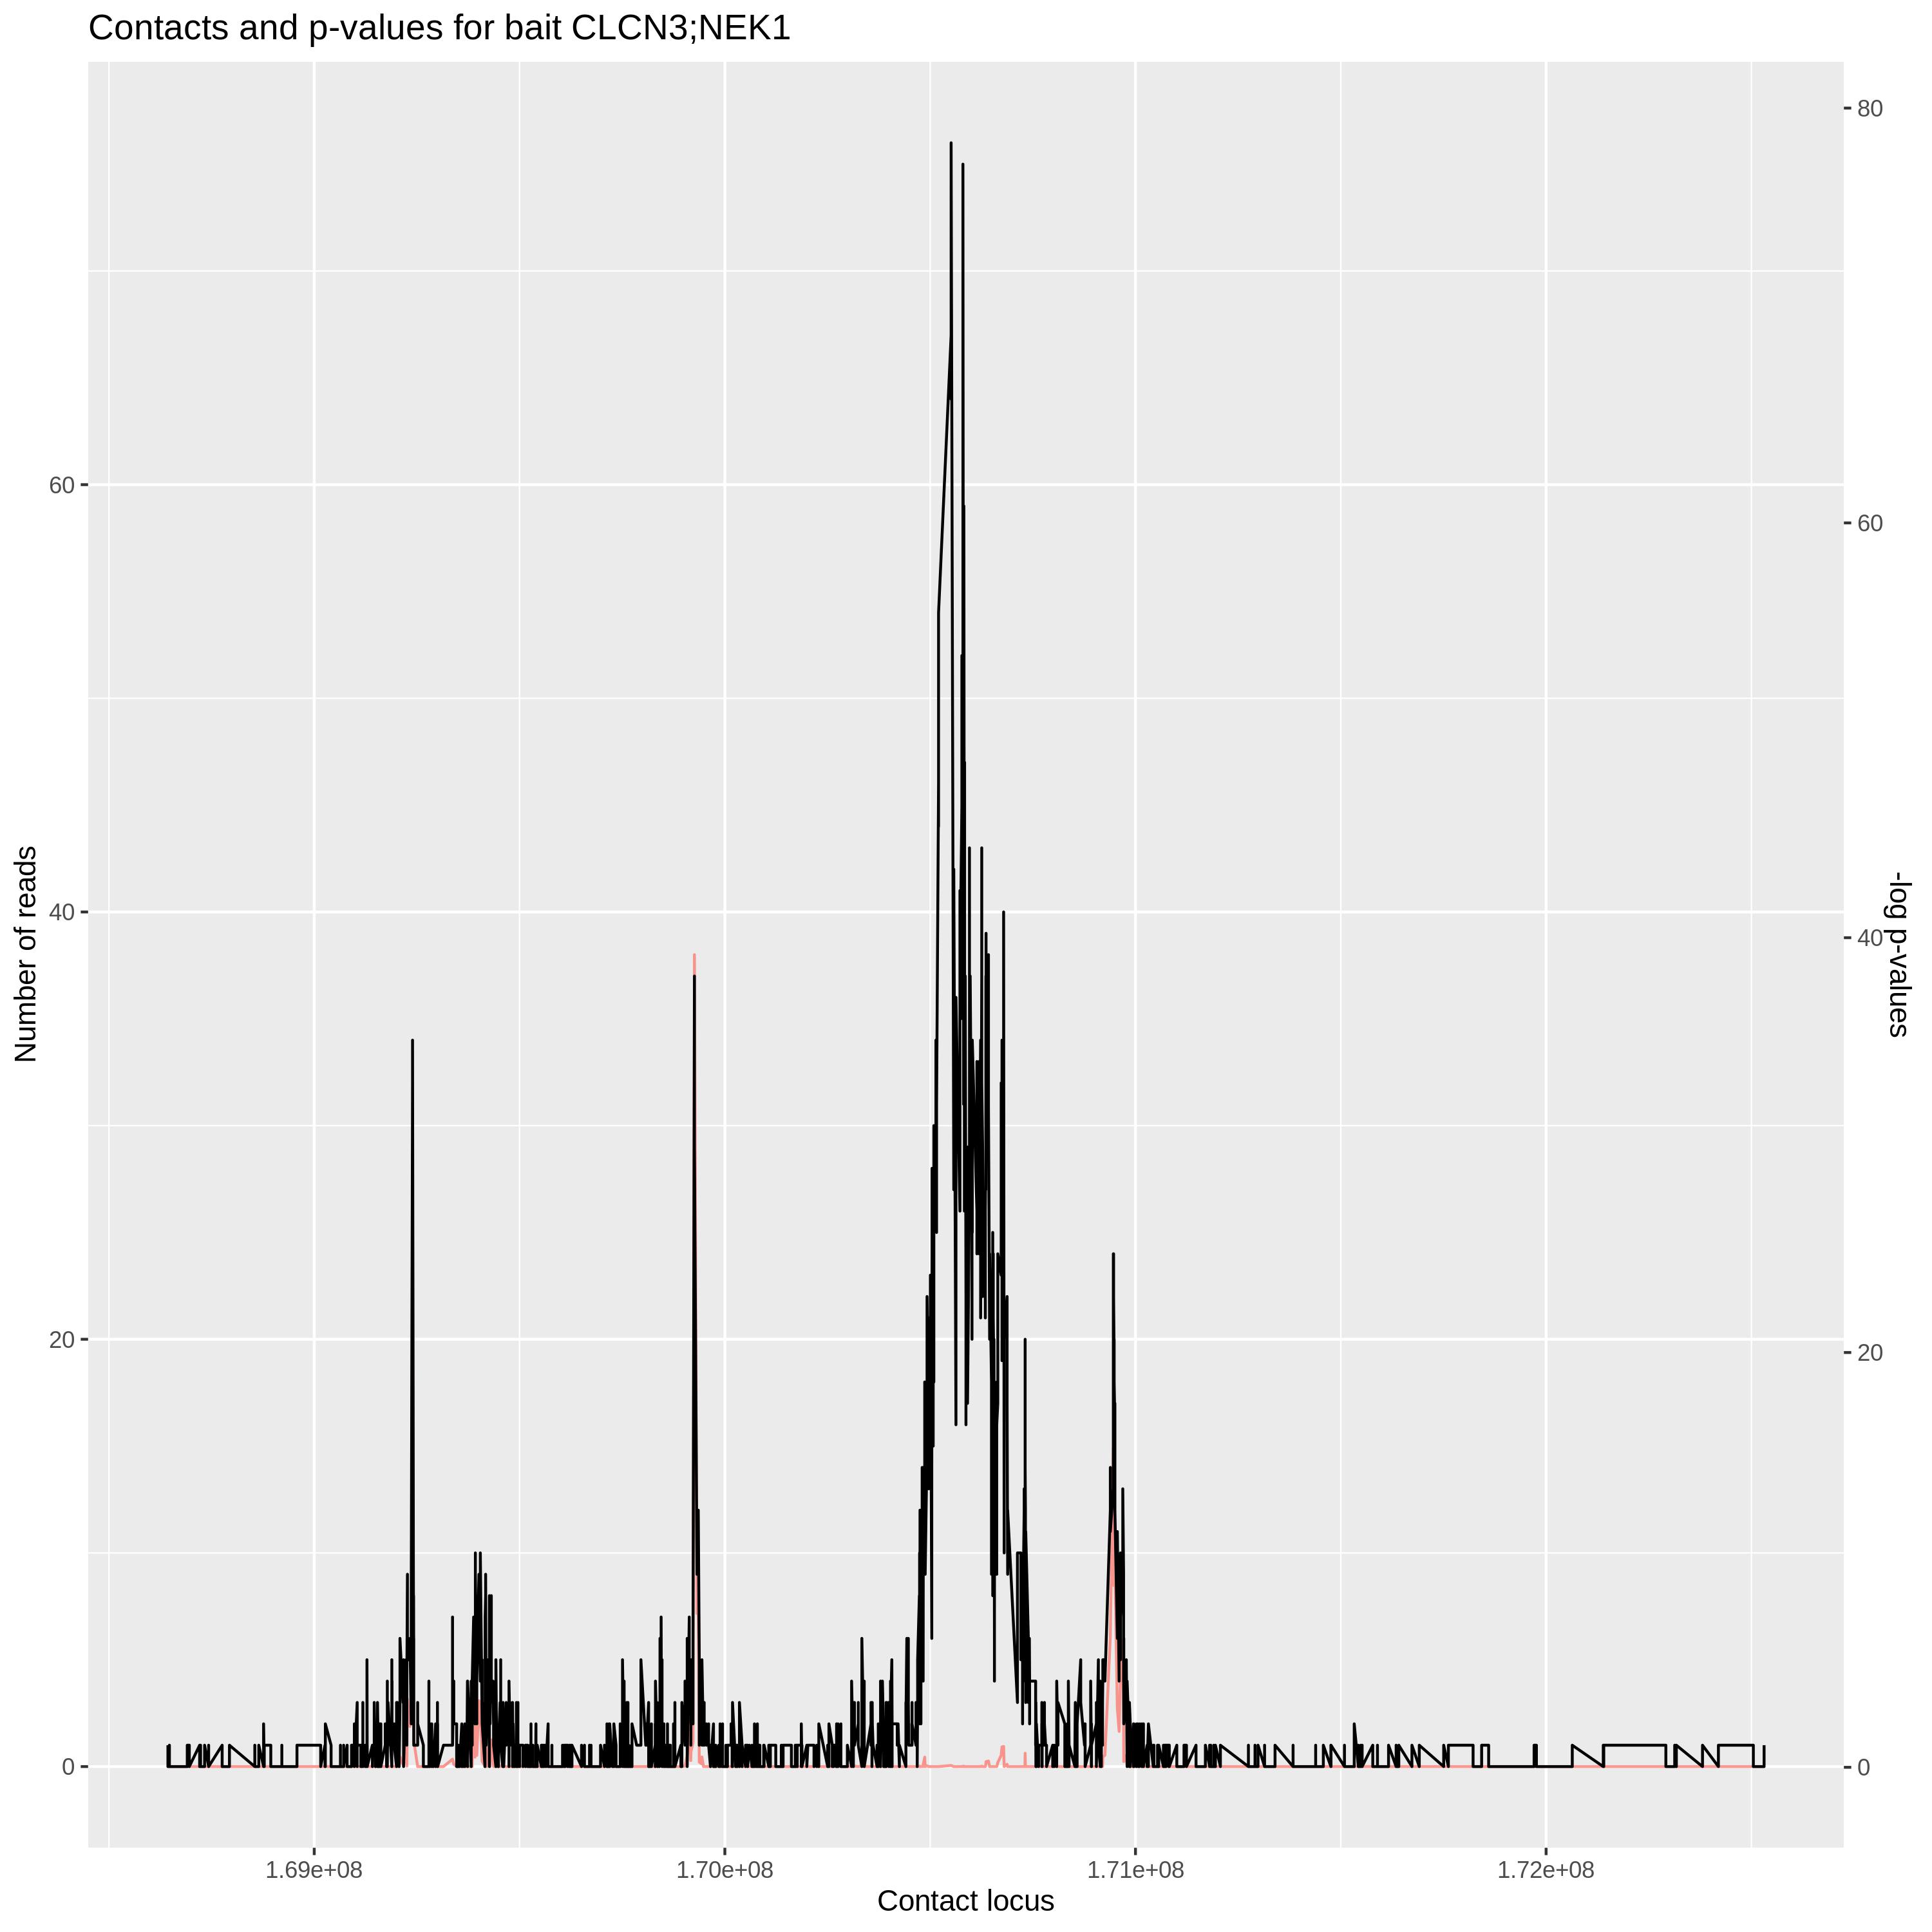 Contacts and p-values for bait CLCN3;NEK1
80
60
60
40
40
20
20
0
0
Number of reads
-log p-values
1.69e+08
1.70e+08
1.71e+08
1.72e+08
Contact locus